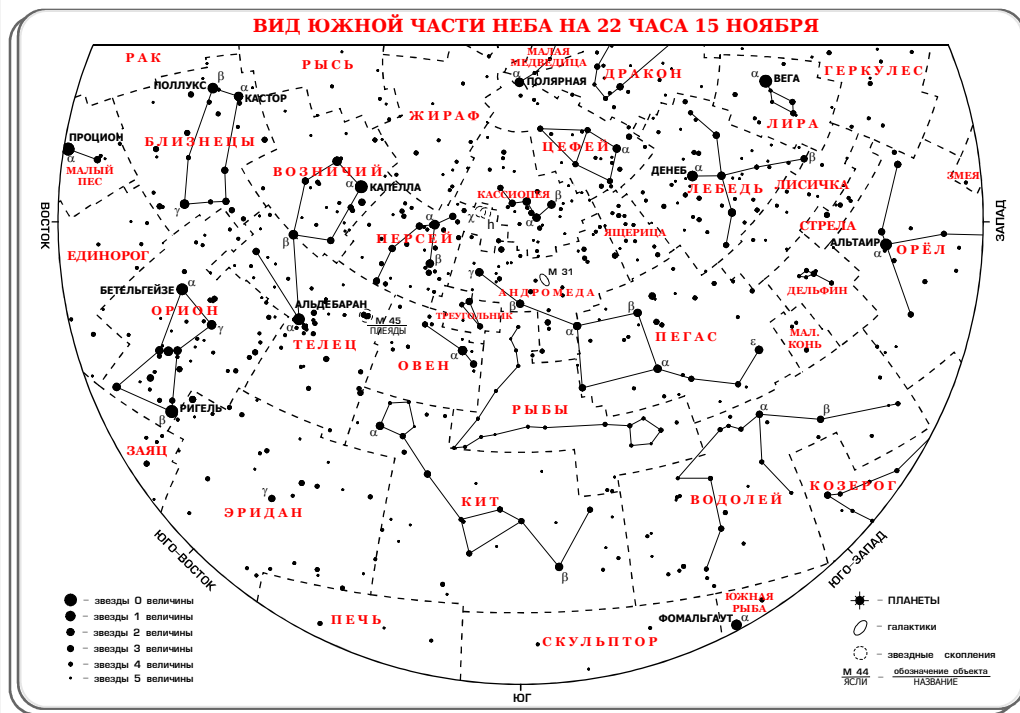 ВИД ЮЖНОЙ ЧАСТИ НЕБА НА 22 ЧАСА 15 НОЯБРЯ
РАК
РЫСЬ
МАЛАЯ
МЕДВЕДИЦА
ДРАКОН
ГЕРКУЛЕС
α
ПОЛЯРНАЯ
α
ВЕГА
ПОЛЛУКС
β
α
КАСТОР
ЖИРАФ
ЛИРА
ПРОЦИОН
α
МАЛЫЙ
ПЕС
БЛИЗНЕЦЫ
ЦЕФЕЙ
α
β
ВОЗНИЧИЙ
α
КАПЕЛЛА
ДЕНЕБ
α
ЛЕБЕДЬ
ЛИСИЧКА
ЗМЕЯ
КАССИОПЕЯ
β
α
γ
χ
h
ВОСТОК
ЗАПАД
α
ПЕРСЕЙ
β
β
ЯЩЕРИЦА
СТРЕЛА
АЛЬТАИР
α
ОРЁЛ
ЕДИНОРОГ
γ
М 31
АНДРОМЕДА
β
α
ДЕЛЬФИН
БЕТЕЛЬГЕЙЗЕ
α
ОРИОН
γ
АЛЬДЕБАРАН
α
ТЕЛЕЦ
М 45
ПЛЕЯДЫ
ТРЕУГОЛЬНИК
β
ПЕГАС
α
ε
МАЛ.
КОНЬ
ОВЕН
α
РИГЕЛЬ
β
РЫБЫ
α
β
α
ЗАЯЦ
γ
ЭРИДАН
КИТ
β
ВОДОЛЕЙ
КОЗЕРОГ
ЮГО-ВОСТОК
ЮГО-ЗАПАД
ПЕЧЬ
СКУЛЬПТОР
ЮЖНАЯ
РЫБА
ФОМАЛЬГАУТ
α
ЮГ
– звезды 0 величины
– звезды 1 величины
– звезды 2 величины
– звезды 3 величины
– звезды 4 величины
– звезды 5 величины
– ПЛАНЕТЫ
– галактики
– звездные скопления
М 44 – обозначение объекта
ЯСЛИ НАЗВАНИЕ